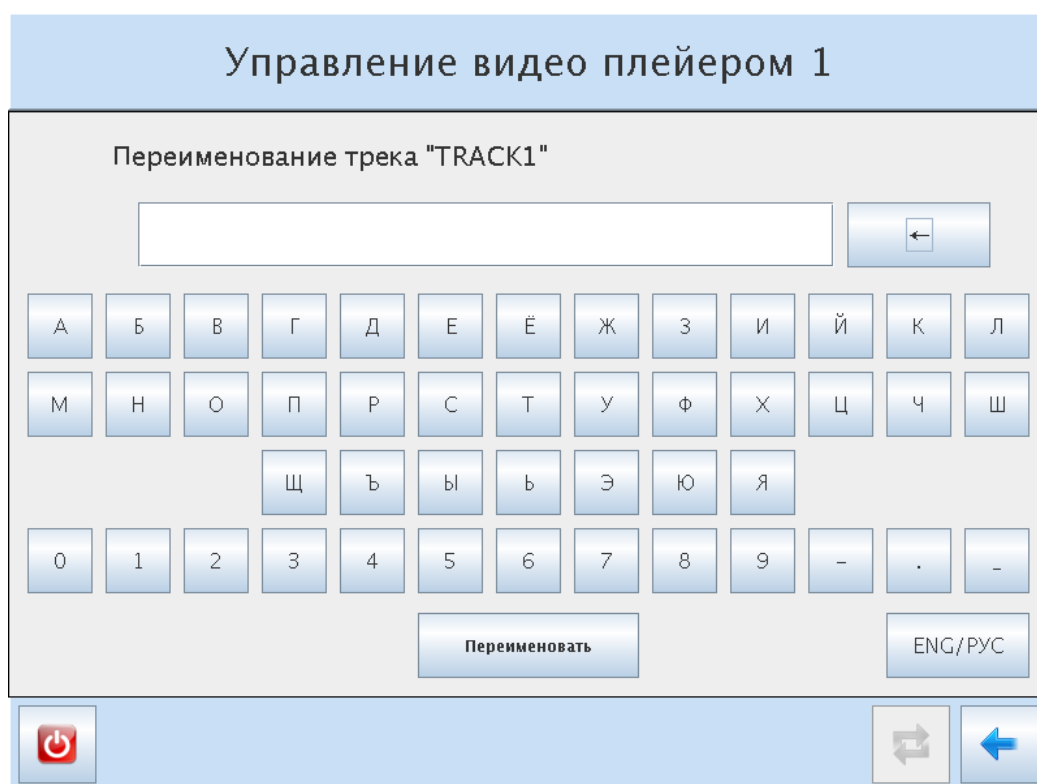 Управление видео плейером 1
Переименование трека "TRACK1"
←
А Б В Г Д Е Ё Ж З И Й К Л
М Н О П Р С Т У Ф Х Ц Ч Ш
Щ Ъ Ы Ь Э Ю Я
0 1 2 3 4 5 6 7 8 9 - . _
Переименовать ENG/РУС